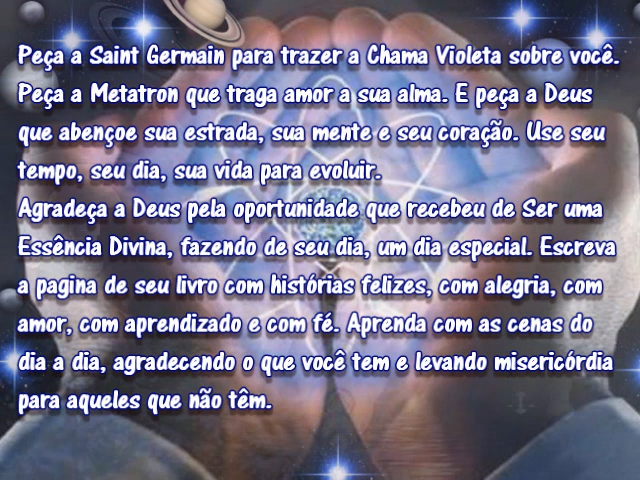 Peça a Saint Germain para trazer a Chama Violeta sobre você.
Peça a Metatron que traga amor a sua alma. E peça a Deus
que abençoe sua estrada, sua mente e seu coração. Use seu
tempo, seu dia, sua vida para evoluir.
Agradeça a Deus pela oportunidade que recebeu de Ser uma
Essência Divina, fazendo de seu dia, um dia especial. Escreva
a pagina de seu livro com histórias felizes, com alegria, com
amor, com aprendizado e com fé. Aprenda com as cenas do
dia a dia, agradecendo o que você tem e levando misericórdia
para aqueles que não têm.